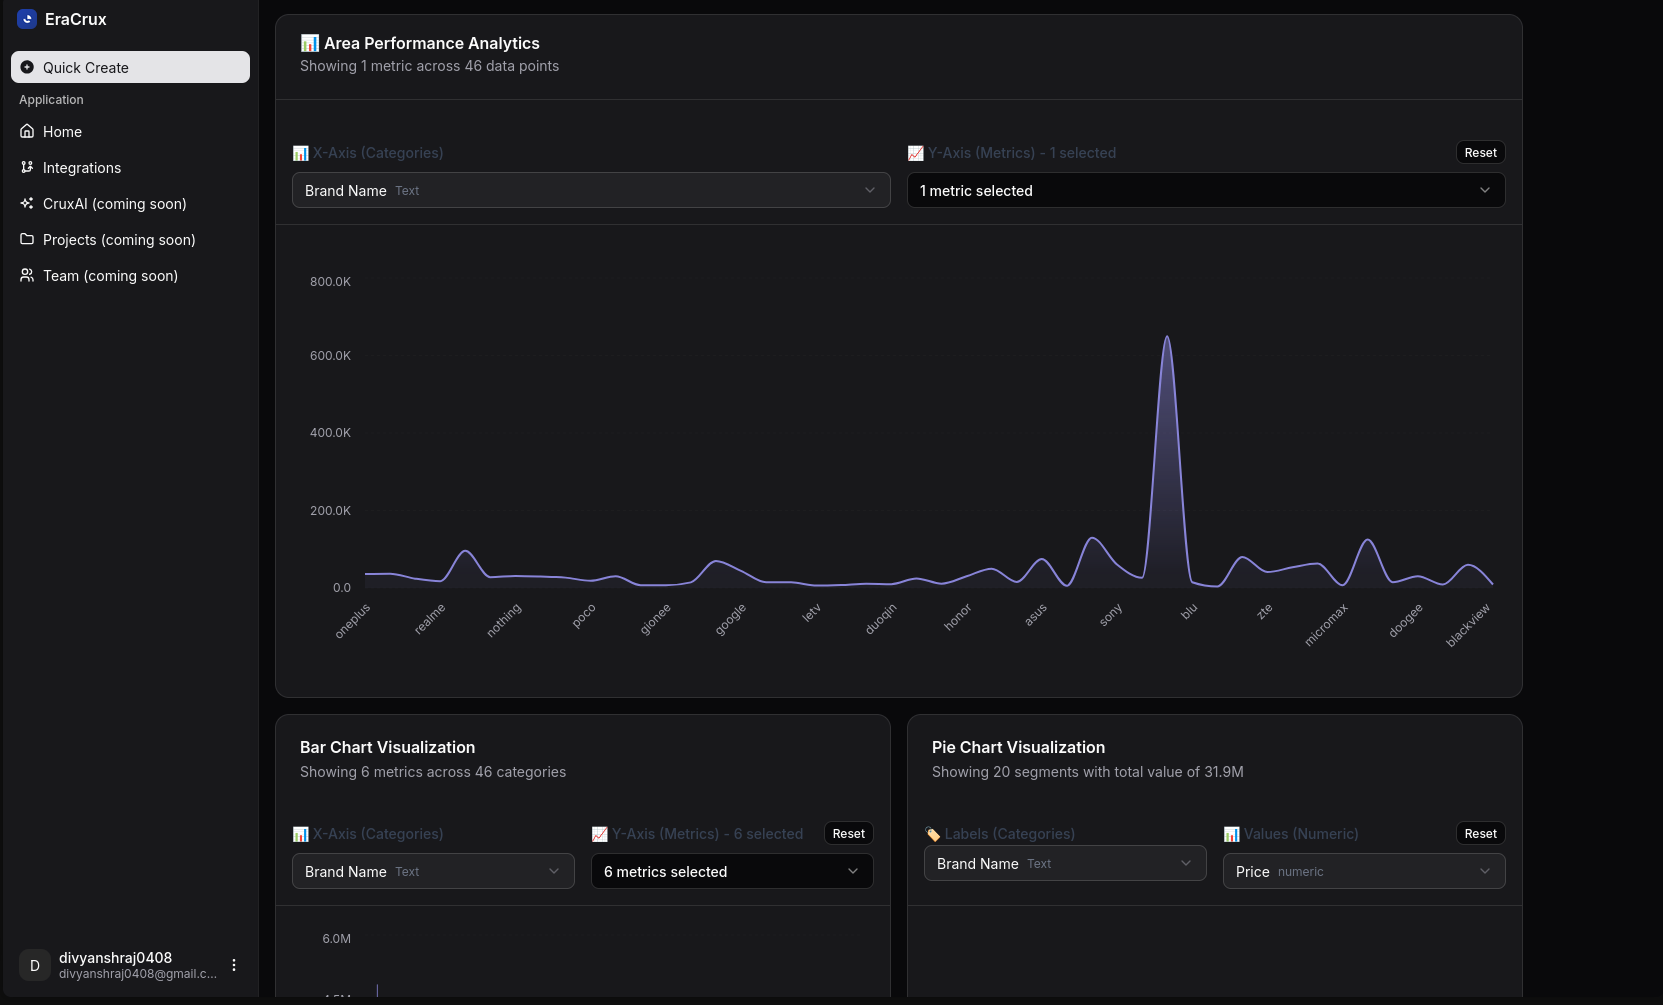 EraCrux
Quick Create
Application
Home
Integrations
CruxAI (coming soon)
Projects (coming soon)
Team (coming soon)
divyanshraj0408
D
divyanshraj0408@gmail.c...
Area Performance Analytics
Showing 1 metric across 46 data points
X-Axis (Categories)
Brand Name Text
Y-Axis (Metrics) - 1 selected
Reset
1 metric selected
800.0K
600.0K
400.0K
200.0K
0.0
oneplus
realme
nothing
poco
gionee
google
letv
duoqin
honor
asus
sony
blu
zte
micromax
doogee
blackview
Bar Chart Visualization
Showing 6 metrics across 46 categories
X-Axis (Categories)
Brand Name Text
Y-Axis (Metrics) - 6 selected
Reset
6 metrics selected
6.0M
Pie Chart Visualization
Showing 20 segments with total value of 31.9M
Labels (Categories)
Brand Name Text
Values (Numeric)
Reset
Price numeric